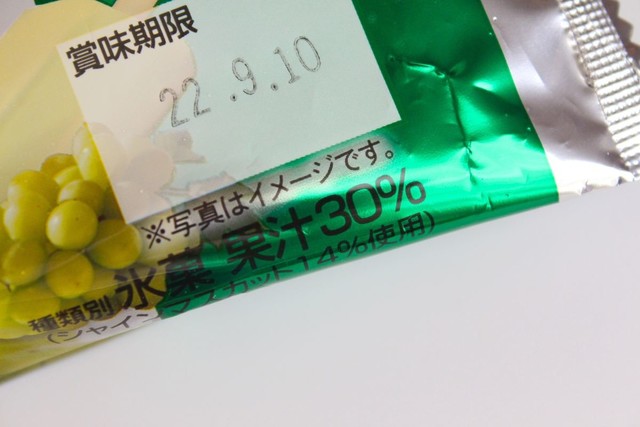 賞味期限
22.9.10
※写真はイメージです。
種類別 氷菓 果汁30%
(シャインマスカット14%使用)